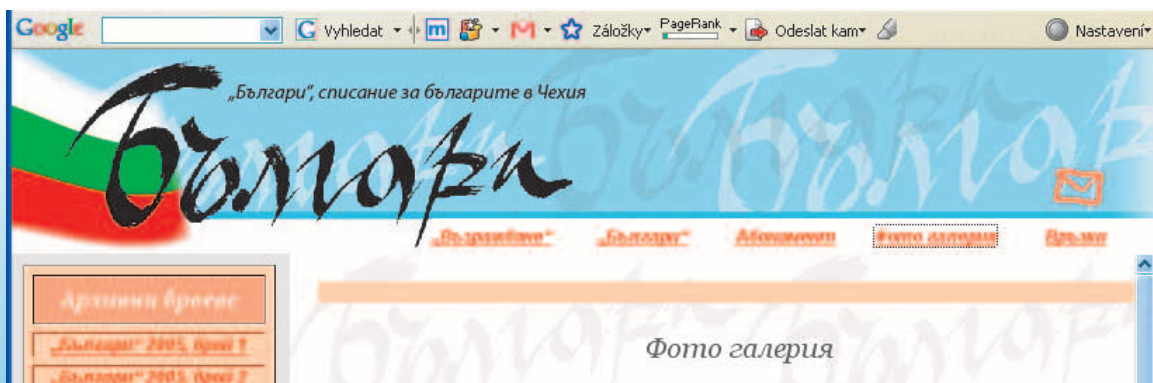 Google Vyhledat Záložky PageRank Odeslat kam Nastavení
„Българи“, списание за българите в Чехия
Българи
„Възраждане“ „Българи“ Абонамент Фото галерия Връзки
Архивни броеве
„Българи“ 2005, брой 1
„Българи“ 2005, брой 2
Фото галерия